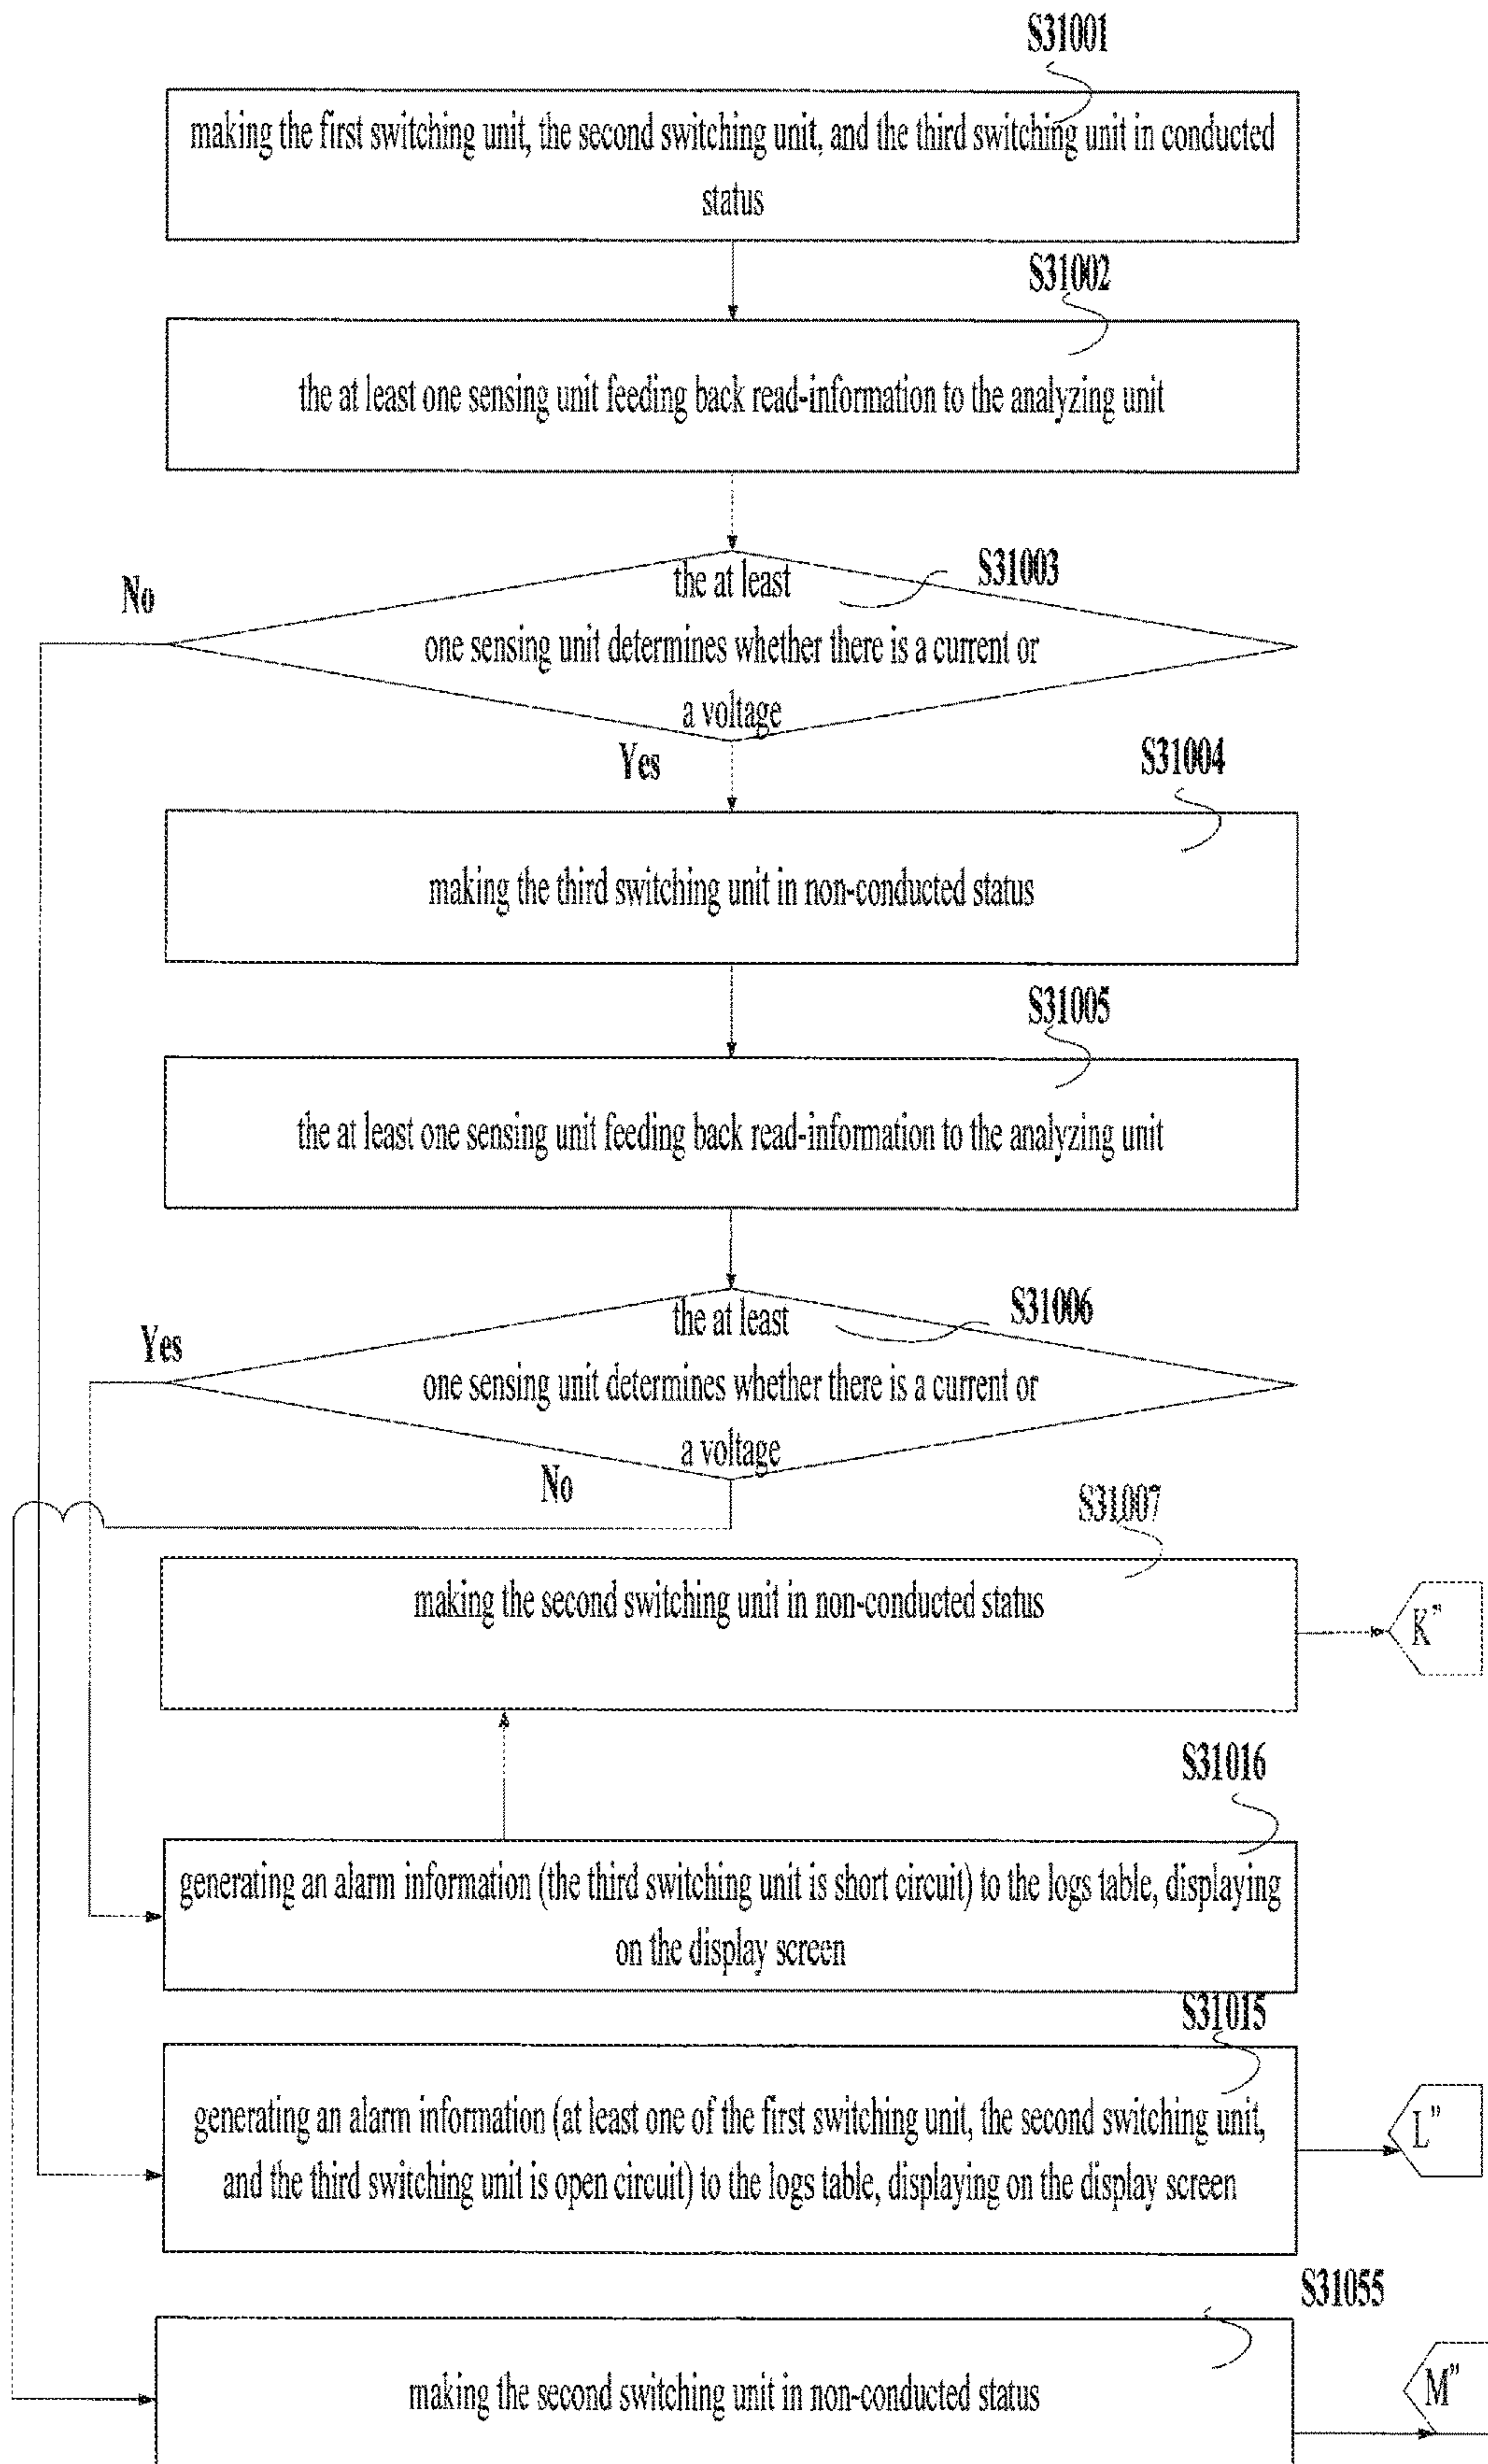 S31001
making the first switching unit, the second switching unit, and the third switching unit in conducted
status
S31002
the at least one sensing unit feeding back read-information to the analyzing unit
No
the at least
S31003
one sensing unit determines whether there is a current or
a voltage
Yes
S31004
making the third switching unit in non-conducted status
S31005
the at least one sensing unit feeding back read-information to the analyzing unit
Yes
the at least
S31006
one sensing unit determines whether there is a current or
a voltage
No
S31007
making the second switching unit in non-conducted status
K”
S31016
generating an alarm information (the third switching unit is short circuit) to the logs table, displaying
on the display screen
S31015
generating an alarm information (at least one of the first switching unit, the second switching unit,
and the third switching unit is open circuit) to the logs table, displaying on the display screen
L”
S31055
making the second switching unit in non-conducted status
M”